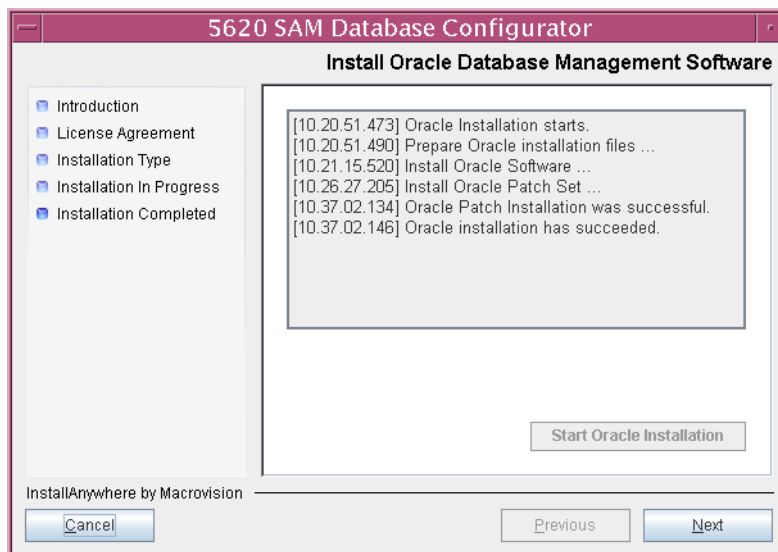 5620 SAM Database Configurator
Install Oracle Database Management Software
Introduction
License Agreement
Installation Type
Installation In Progress
Installation Completed
[10.20.51.473] Oracle Installation starts.
[10.20.51.490] Prepare Oracle installation files ...
[10.21.15.520] Install Oracle Software ...
[10.26.27.205] Install Oracle Patch Set ...
[10.37.02.134] Oracle Patch Installation was successful.
[10.37.02.146] Oracle installation has succeeded.
Start Oracle Installation
InstallAnywhere by Macrovision
Cancel
Previous
Next